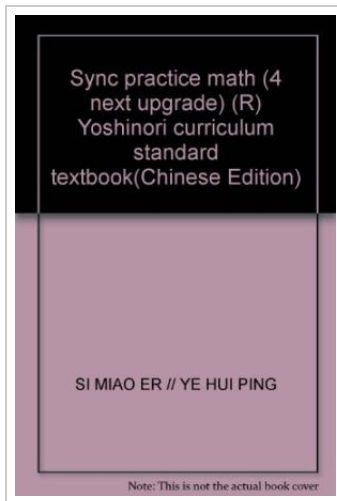 Sync practice math (4
next upgrade) (R)
Yoshinori curriculum
standard
textbook(Chinese Edition)
SI MIAO ER // YE HUI PING
Note: This is not the actual book cover